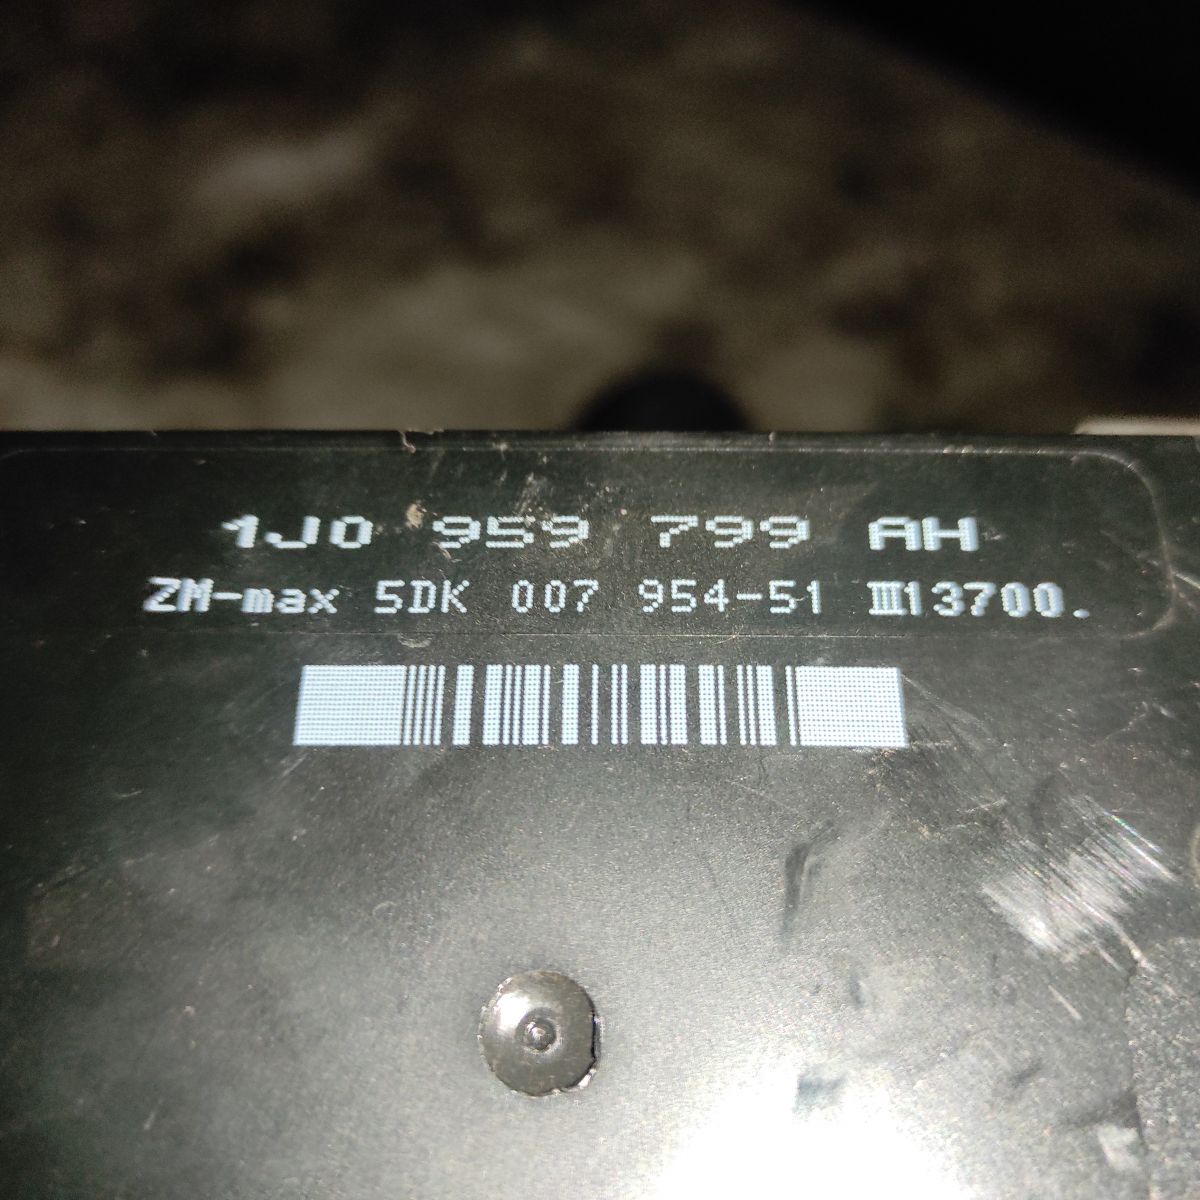 1J0 959 799 AH
ZM-max 5DK 007 954-51 III13700.